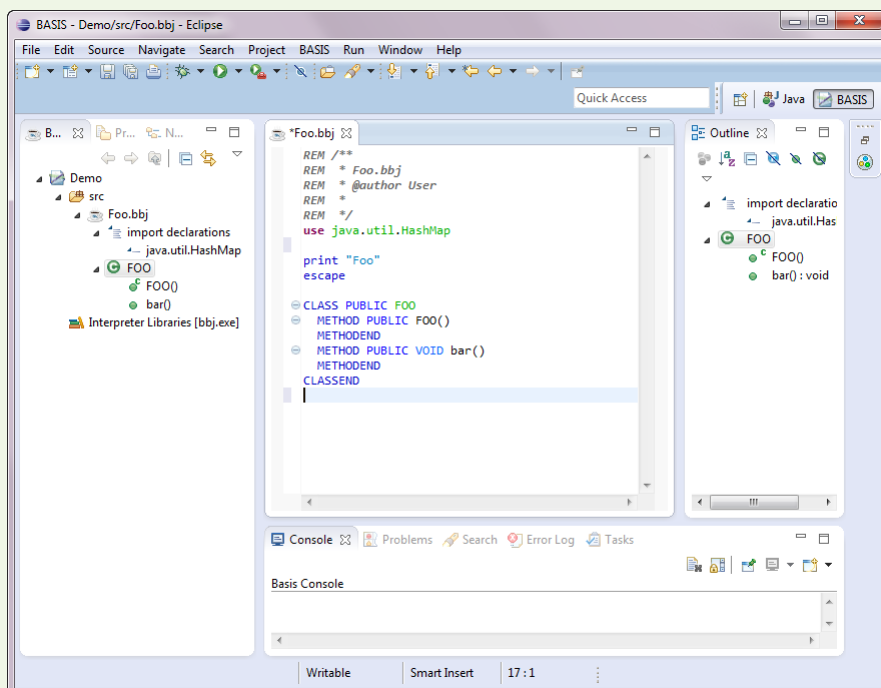 BASIS - Demo/src/Foo.bbj - Eclipse
File Edit Source Navigate Search Project BASIS Run Window Help
Quick Access
Java
BASIS
B...
Pr...
N...
Demo
src
Foo.bbj
import declarations
java.util.HashMap
FOO
FOO()
bar()
Interpreter Libraries [bbj.exe]
*Foo.bbj
REM /**
REM * Foo.bbj
REM * @author User
REM *
REM */
use java.util.HashMap
print "Foo"
escape
CLASS PUBLIC FOO
METHOD PUBLIC FOO()
METHODEND
METHOD PUBLIC VOID bar()
METHODEND
CLASSEND
Outline
import declaratio
java.util.Has
FOO
FOO()
bar() : void
Console Problems Search Error Log Tasks
Basis Console
Writable Smart Insert 17 : 1